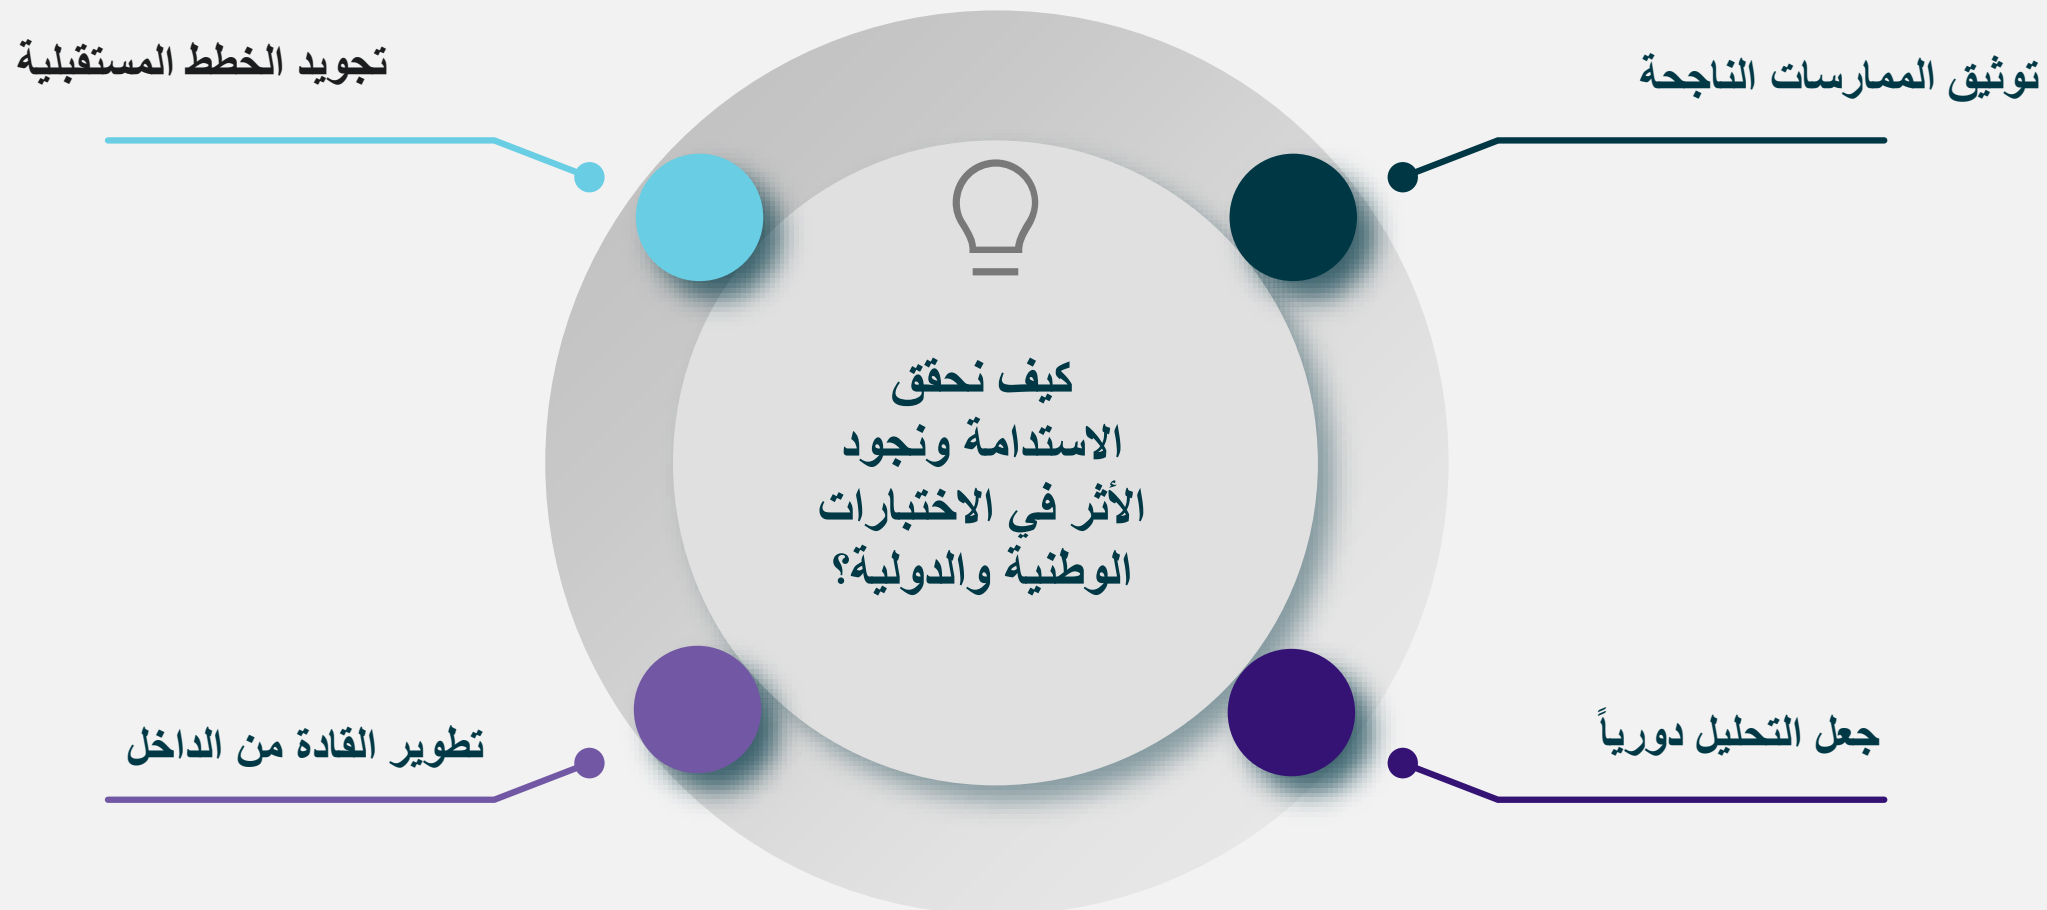 توثيق الممارسات الناجحة
تجويد الخطط المستقبلية
كيف نحقق
الاستدامة ونجود
الأثر في الاختبارات
الوطنية والدولية؟
جعل التحليل دورياً
تطوير القادة من الداخل